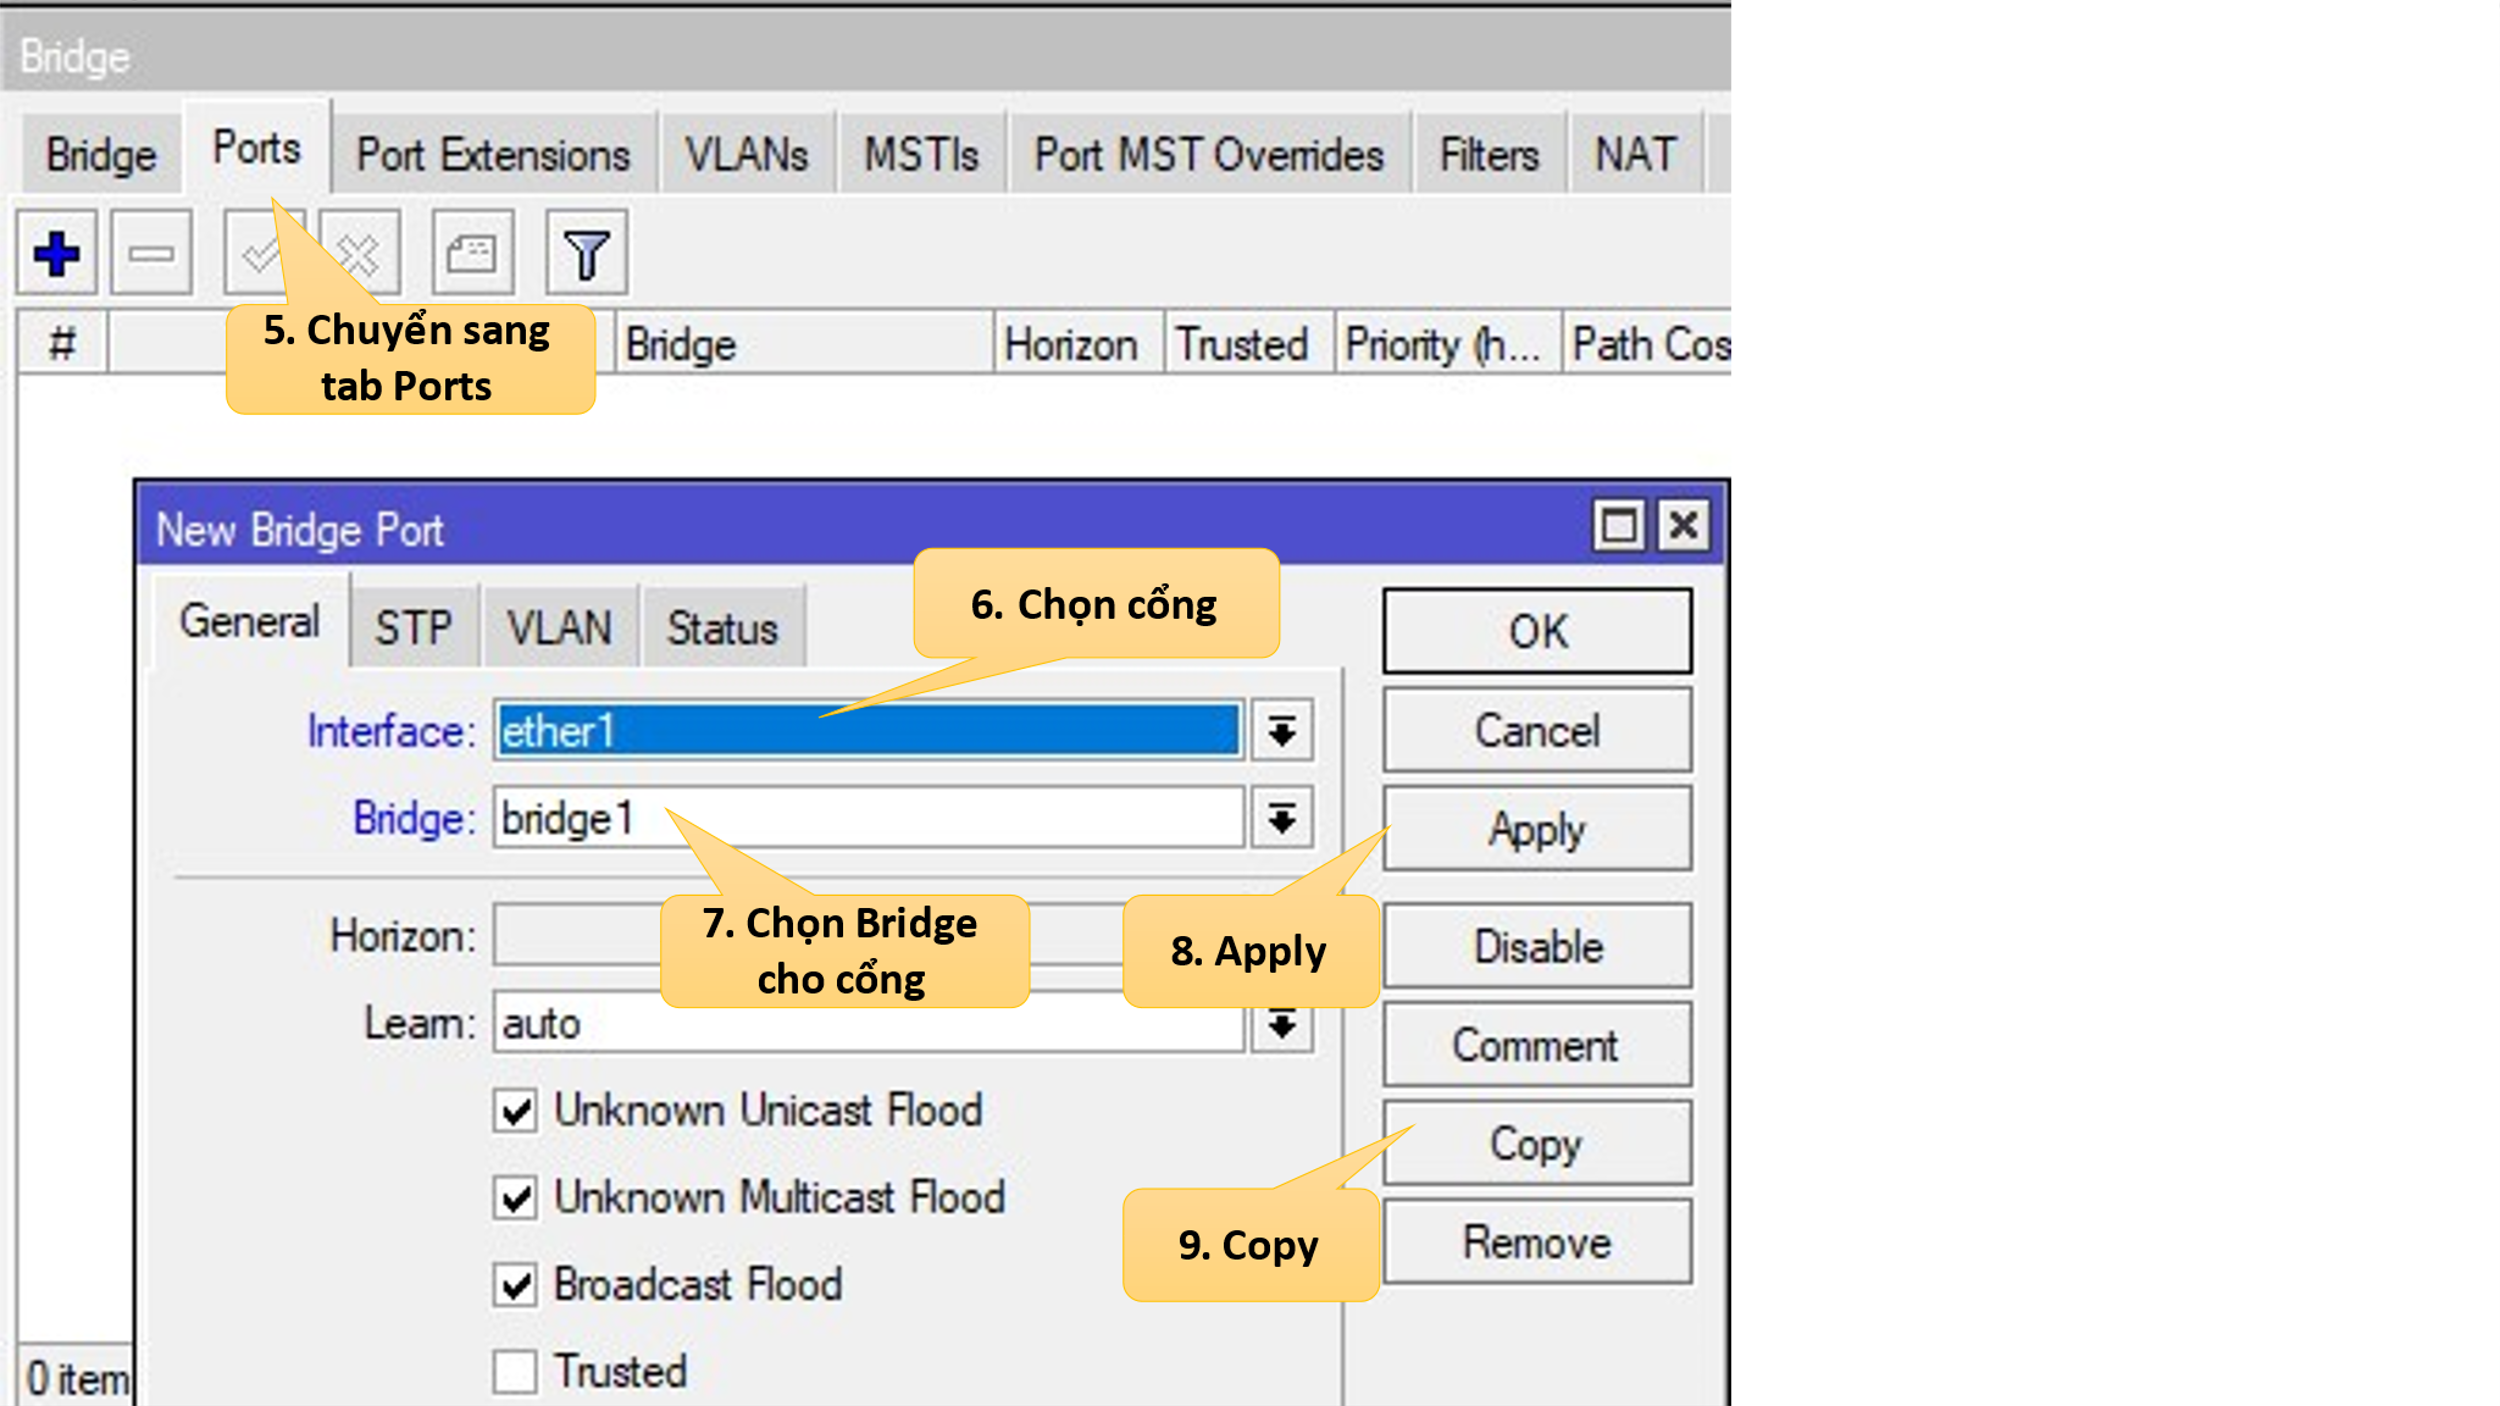 Bridge
Bridge Ports Port Extensions VLANs MSTIs Port MST Overrides Filters NAT
# Bridge Horizon Trusted Priority (h... Path Cos
5. Chuyển sang
tab Ports
New Bridge Port
General STP VLAN Status
6. Chọn cổng
OK
Interface: ether1
Cancel
Bridge: bridge1
Apply
7. Chọn Bridge
cho cổng
8. Apply
Horizon:
Disable
Learn: auto
Comment
Unknown Unicast Flood
Copy
Unknown Multicast Flood
9. Copy
Remove
Broadcast Flood
Trusted
0 item